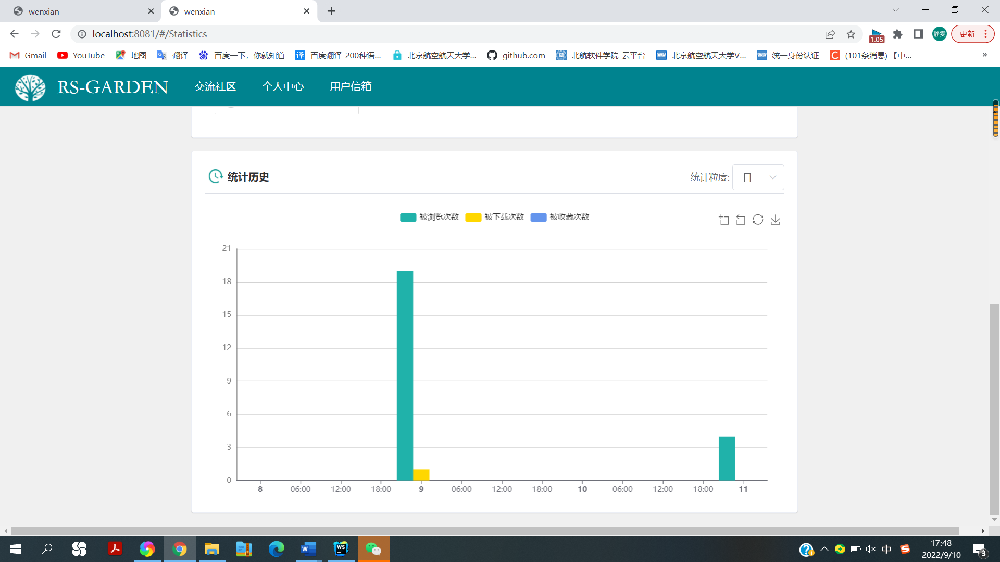 wenxian
wenxian
localhost:8081/#/Statistics
1.05
静雯
更新
Gmail
YouTube
地图
翻译
百度一下，你就知道
译
百度翻译-200种语...
北京航空航天大学...
github.com
北航软件学院-云平台
北京航空航天大学V...
统一身份认证
C
(101条消息)【中...
»
RS-GARDEN
交流社区
个人中心
用户信箱
统计历史
统计粒度:
日
被浏览次数
被下载次数
被收藏次数
21
18
15
12
9
6
3
0
8
06:00
12:00
18:00
9
06:00
12:00
18:00
10
06:00
12:00
18:00
11
W
WS
中
S
17:48
2022/9/10
3